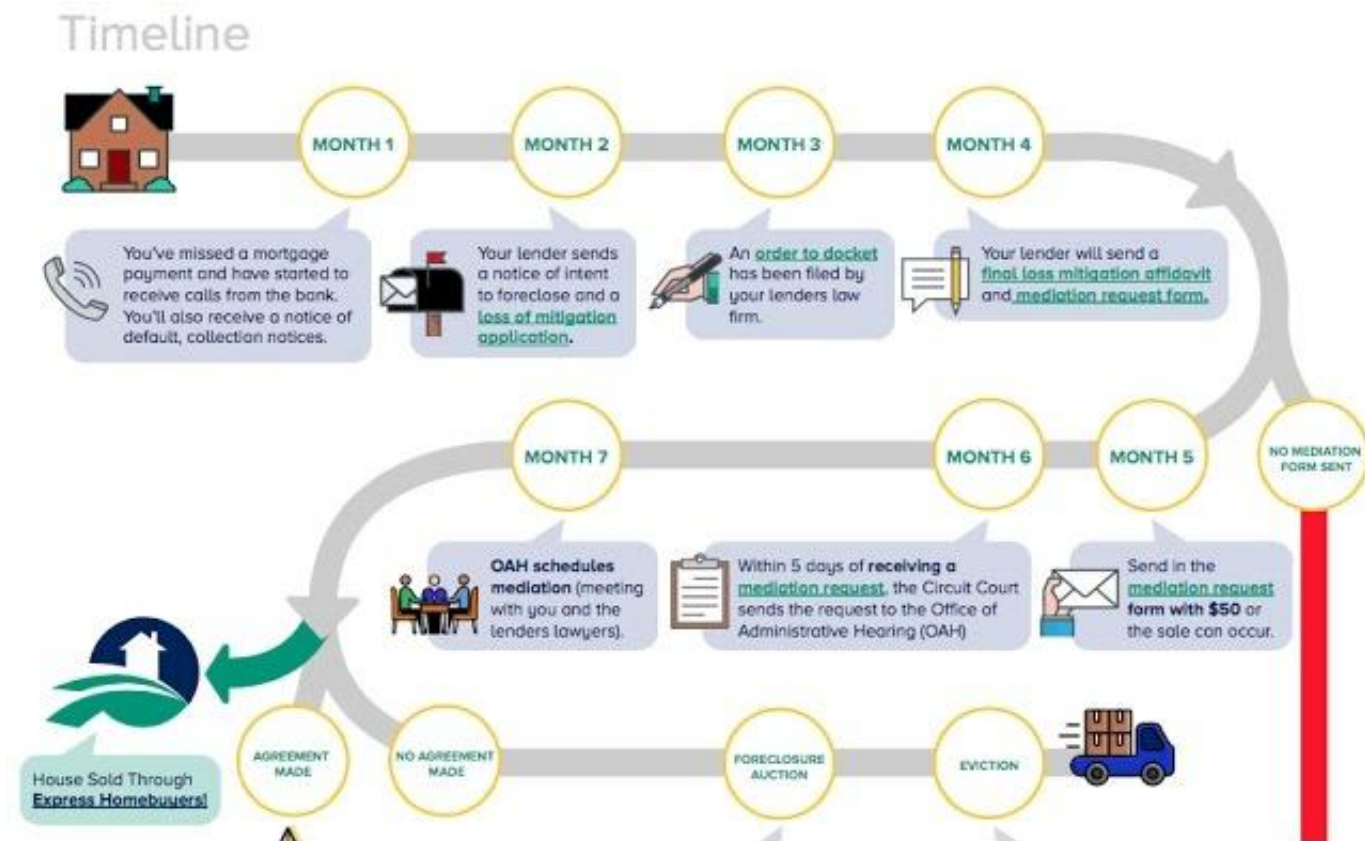 Timeline
MONTH 1
MONTH 2
MONTH 3
MONTH 4
You've missed a mortgage
payment and have started to
receive calls from the bank.
You'll also receive a notice of
default, collection notices.
Your lender sends
a notice of intent
to foreclose and a
loss of mitigation
application.
An order to docket
has been filed by
your lenders law
firm.
Your lender will send a
final loss mitigation affidavit
and mediation request form.
MONTH 7
MONTH 6
MONTH 5
NO MEDIATION
FORM SENT
OAH schedules
mediation (meeting
with you and the
lenders lawyers).
Within 5 days of receiving a
mediation request, the Circuit Court
sends the request to the Office of
Administrative Hearing (OAH)
Send in the
mediation request
form with $50 or
the sale can occur.
AGREEMENT
MADE
NO AGREEMENT
MADE
FORECLOSURE
AUCTION
EVICTION
House Sold Through
Express Homebuyers!